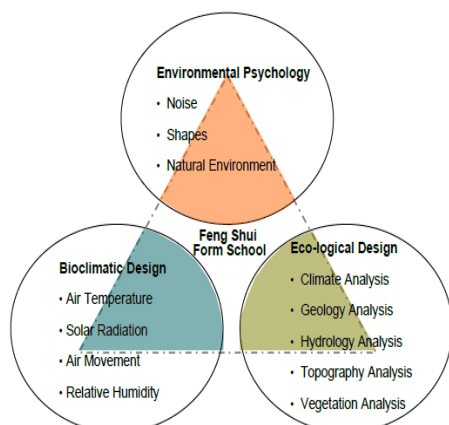 Environmental Psychology
• Noise
• Shapes
• Natural Environment
Feng Shui
Form School
Bioclimatic Design
• Air Temperature
• Solar Radiation
• Air Movement
• Relative Humidity
Eco-logical Design
• Climate Analysis
• Geology Analysis
• Hydrology Analysis
• Topography Analysis
• Vegetation Analysis